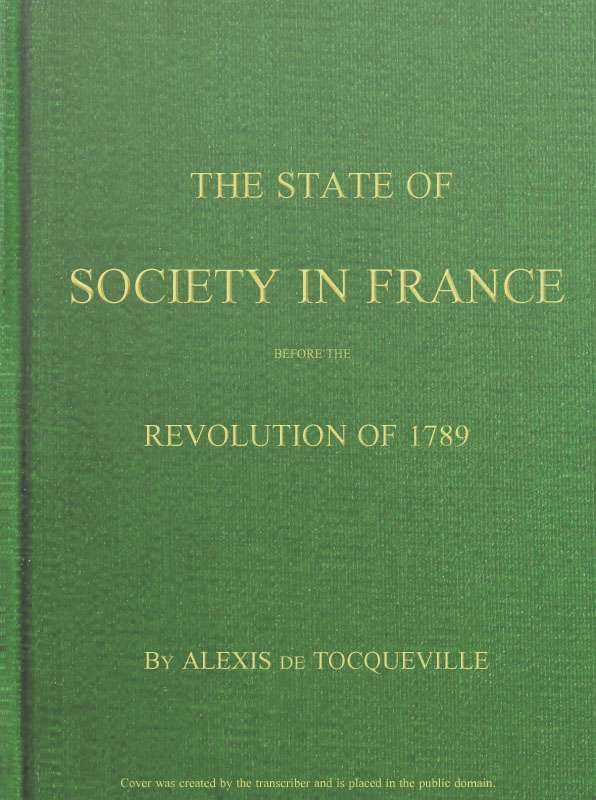 THE STATE OF
SOCIETY IN FRANCE
BEFORE THE
REVOLUTION OF 1789
By ALEXIS DE TOCQUEVILLE
Cover was created by the transcriber and is placed in the public domain.